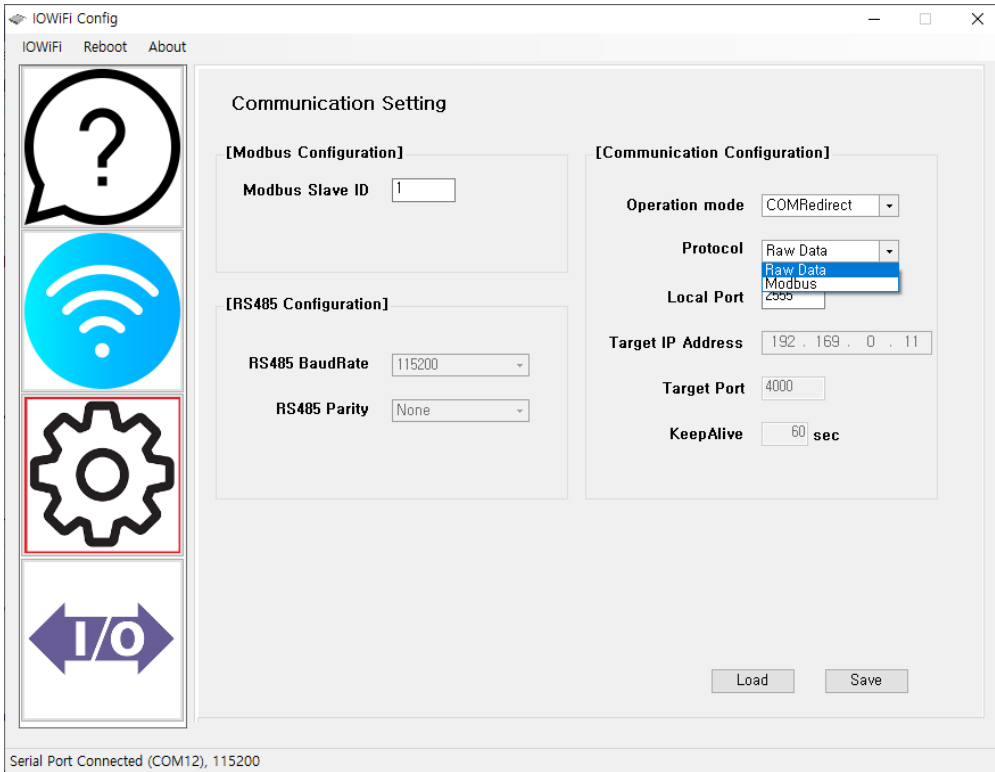 IOWiFi Config
IOWiFi Reboot About
?
I/O
Communication Setting
[Modbus Configuration]
Modbus Slave ID 1
[RS485 Configuration]
RS485 BaudRate 115200
RS485 Parity None
[Communication Configuration]
Operation mode COMRedirect
Protocol Raw Data
Raw Data
Modbus
Local Port 2555
Target IP Address 192 . 169 . 0 . 11
Target Port 4000
KeepAlive 60 sec
Load Save
Serial Port Connected (COM12), 115200